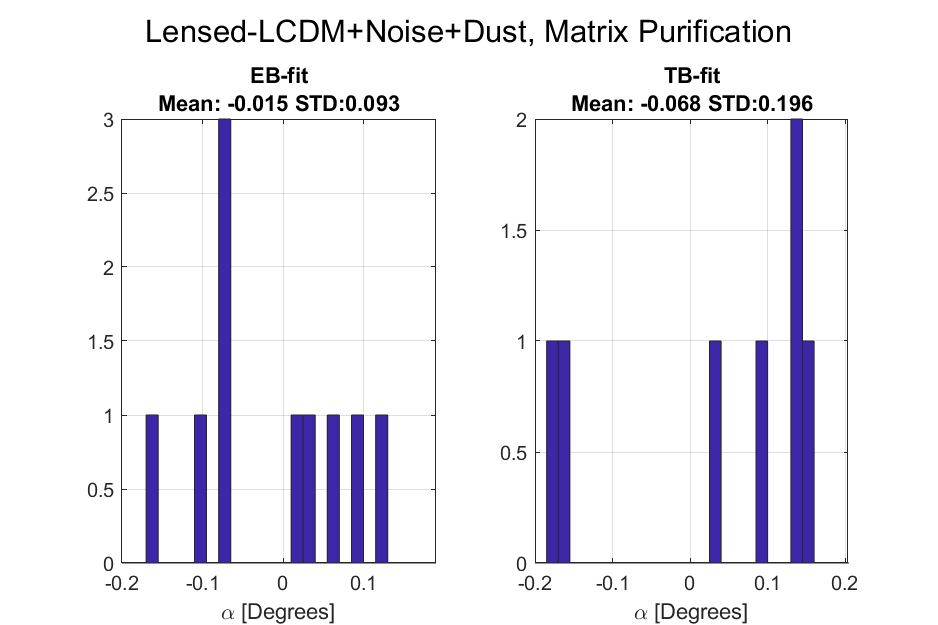 Lensed-LCDM+Noise+Dust, Matrix Purification
EB-fit
Mean: -0.015 STD:0.093
3
2.5
2
1.5
1
0.5
0
-0.2 -0.1 0 0.1
α [Degrees]
TB-fit
Mean: -0.068 STD:0.196
2
1.5
1
0.5
0
-0.2 -0.1 0 0.1 0.2
α [Degrees]